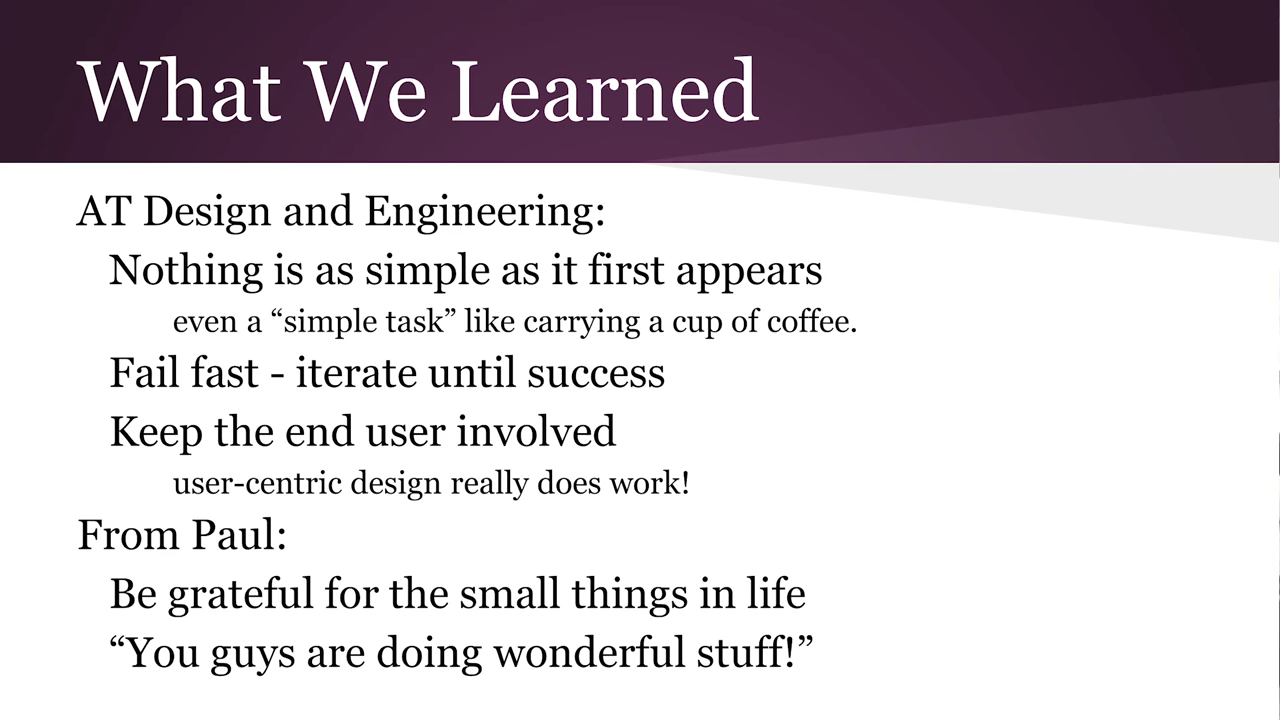 What We Learned
AT Design and Engineering:
Nothing is as simple as it first appears
even a “simple task” like carrying a cup of coffee.
Fail fast - iterate until success
Keep the end user involved
user-centric design really does work!
From Paul:
Be grateful for the small things in life
“You guys are doing wonderful stuff!”